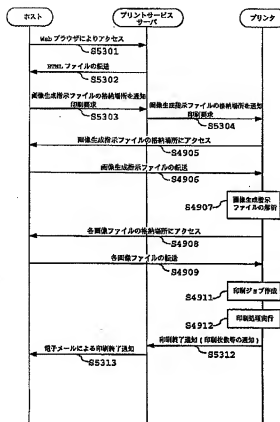 ホスト
プリントサービス
サーバ
プリンタ
Webブラウザによりアクセス
S5301
HTMLファイルの転送
S5302
画像生成指示ファイルの格納場所を通知
印刷要求
S5303
画像生成指示ファイルの格納場所を通知
印刷要求
S5304
画像生成指示ファイルの格納場所にアクセス
S4905
画像生成指示ファイルの転送
S4906
S4907
画像生成指示
ファイルの解析
各画像ファイルの格納場所にアクセス
S4908
各画像ファイルの転送
S4909
S4911
印刷ジョブ作成
S4912
印刷処理実行
印刷終了通知(印刷枚数等の通知)
S5312
電子メールによる印刷終了通知
S5313